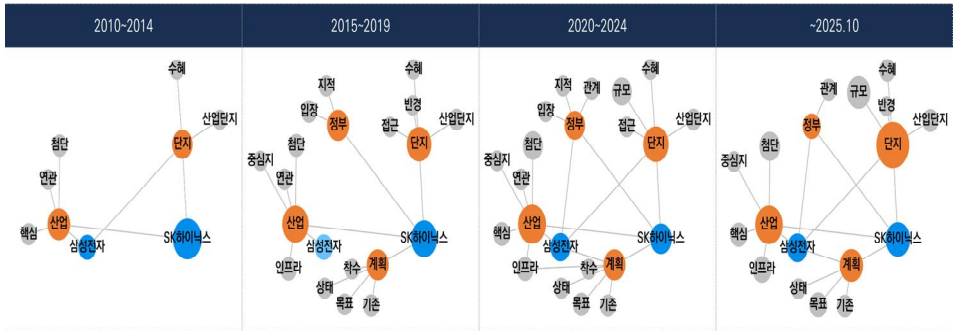 2010~2014
수혜
산업단지
단지
첨단
연관
산업
핵심
삼성전자
SK하이닉스
2015~2019
지적
입장
정부
수혜
반경
산업단지
접근
단지
첨단
중심지
연관
산업
삼성전자
SK하이닉스
인프라
착수
계획
상태
목표
기존
2020~2024
지적
관계
입장
정부
수혜
규모
산업단지
접근
단지
첨단
중심지
연관
산업
핵심
삼성전자
SK하이닉스
인프라
착수
계획
상태
목표
기존
~2025.10
관계
정부
수혜
규모
반경
산업단지
단지
첨단
중심지
산업
핵심
삼성전자
SK하이닉스
인프라
계획
상태
목표
기존